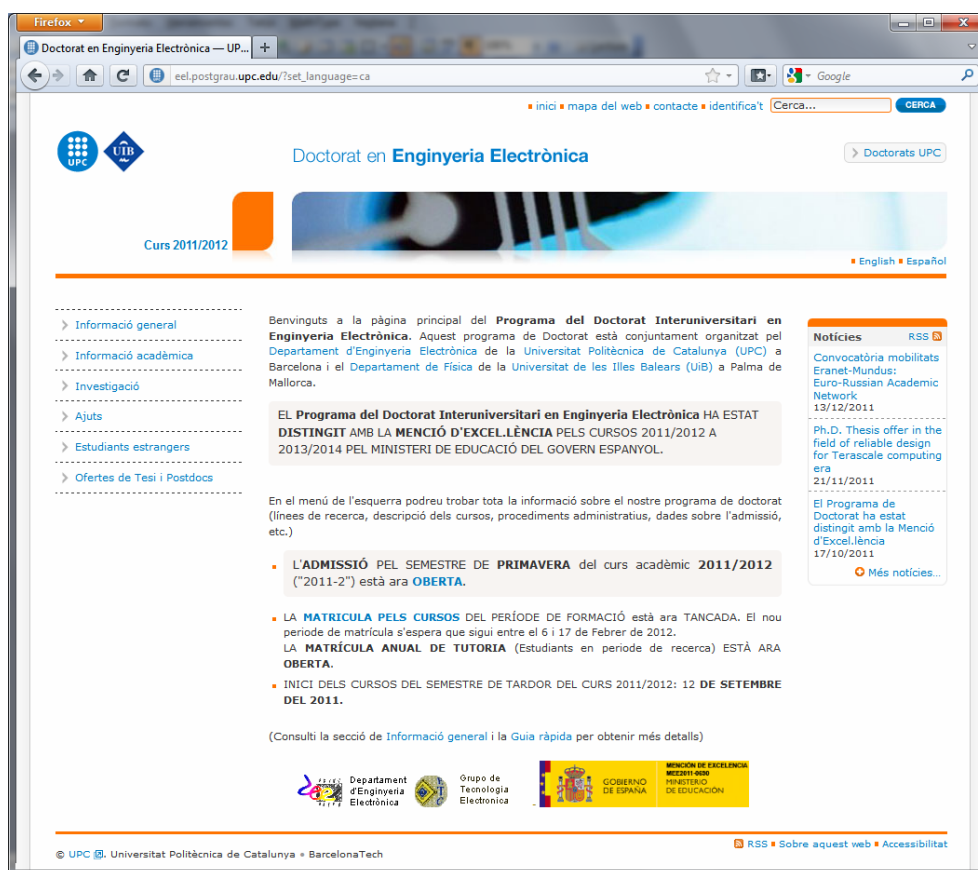 Firefox
Doctorat en Enginyeria Electrònica — UP...
eel.postgrau.upc.edu/?set_language=ca
Google
inici mapa del web contacte identifica't Cerca... CERCA
UPC UIB
Doctorat en Enginyeria Electrònica
Doctorats UPC
Curs 2011/2012
English Español
Informació general
Informació acadèmica
Investigació
Ajuts
Estudiants estrangers
Ofertes de Tesi i Postdocs
Benvinguts a la pàgina principal del Programa del Doctorat Interuniversitari en
Enginyeria Electrònica. Aquest programa de Doctorat està conjuntament organitzat pel
Departament d'Enginyeria Electrònica de la Universitat Politècnica de Catalunya (UPC) a
Barcelona i el Departament de Física de la Universitat de les Illes Balears (UiB) a Palma de
Mallorca.
EL Programa del Doctorat Interuniversitari en Enginyeria Electrònica HA ESTAT
DISTINGIT AMB LA MENCIÓ D'EXCEL.LÈNCIA PELS CURSOS 2011/2012 A
2013/2014 PEL MINISTERI DE EDUCACIÓ DEL GOVERN ESPANYOL.
En el menú de l'esquerra podreu trobar tota la informació sobre el nostre programa de doctorat
(línees de recerca, descripció dels cursos, procediments administratius, dades sobre l'admissió,
etc.)
L'ADMISSIÓ PEL SEMESTRE DE PRIMAVERA del curs acadèmic 2011/2012
("2011-2") està ara OBERTA.
LA MATRICULA PELS CURSOS DEL PERÍODE DE FORMACIÓ està ara TANCADA. El nou
periode de matrícula s'espera que sigui entre el 6 i 17 de Febrer de 2012.
LA MATRÍCULA ANUAL DE TUTORIA (Estudiants en periode de recerca) ESTÀ ARA
OBERTA.
INICI DELS CURSOS DEL SEMESTRE DE TARDOR DEL CURS 2011/2012: 12 DE SETEMBRE
DEL 2011.
(Consulti la secció de Informació general i la Guia ràpida per obtenir més detalls)
Notícies RSS
Convocatòria mobilitats
Eranet-Mundus:
Euro-Russian Academic
Network
13/12/2011
Ph.D. Thesis offer in the
field of reliable design
for Terascale computing
era
21/11/2011
El Programa de
Doctorat ha estat
distingit amb la Menció
d'Excel.lència
17/10/2011
Més notícies...
Departament
d'Enginyeria
Electrònica
Grupo de
Tecnologia
Electronica
GOBIERNO
DE ESPAÑA
MENCIÓN DE EXCELENCIA
MEE2011-0690
MINISTERIO
DE EDUCACIÓN
RSS Sobre aquest web Accessibilitat
© UPC . Universitat Politècnica de Catalunya • BarcelonaTech